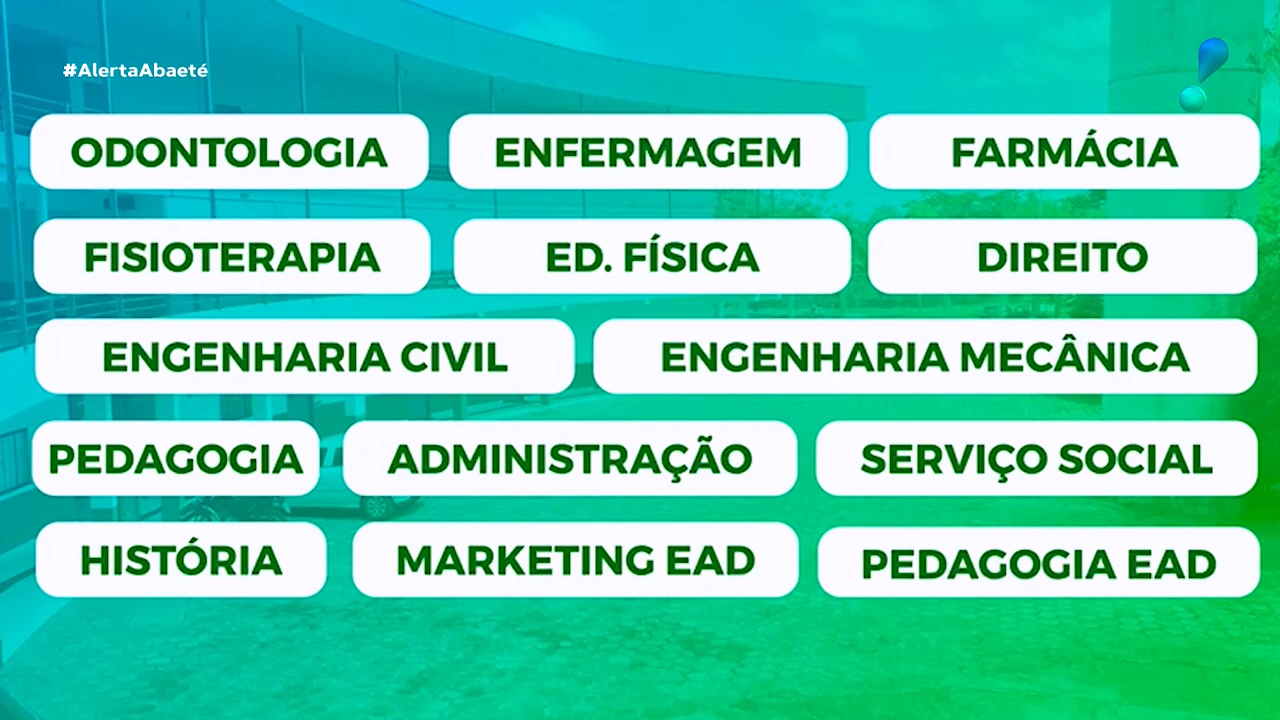 #AlertaAbaeté
ODONTOLOGIA
ENFERMAGEM
FARMÁCIA
FISIOTERAPIA
ED. FÍSICA
DIREITO
ENGENHARIA CIVIL
ENGENHARIA MECÂNICA
PEDAGOGIA
ADMINISTRAÇÃO
SERVIÇO SOCIAL
HISTÓRIA
MARKETING EAD
PEDAGOGIA EAD